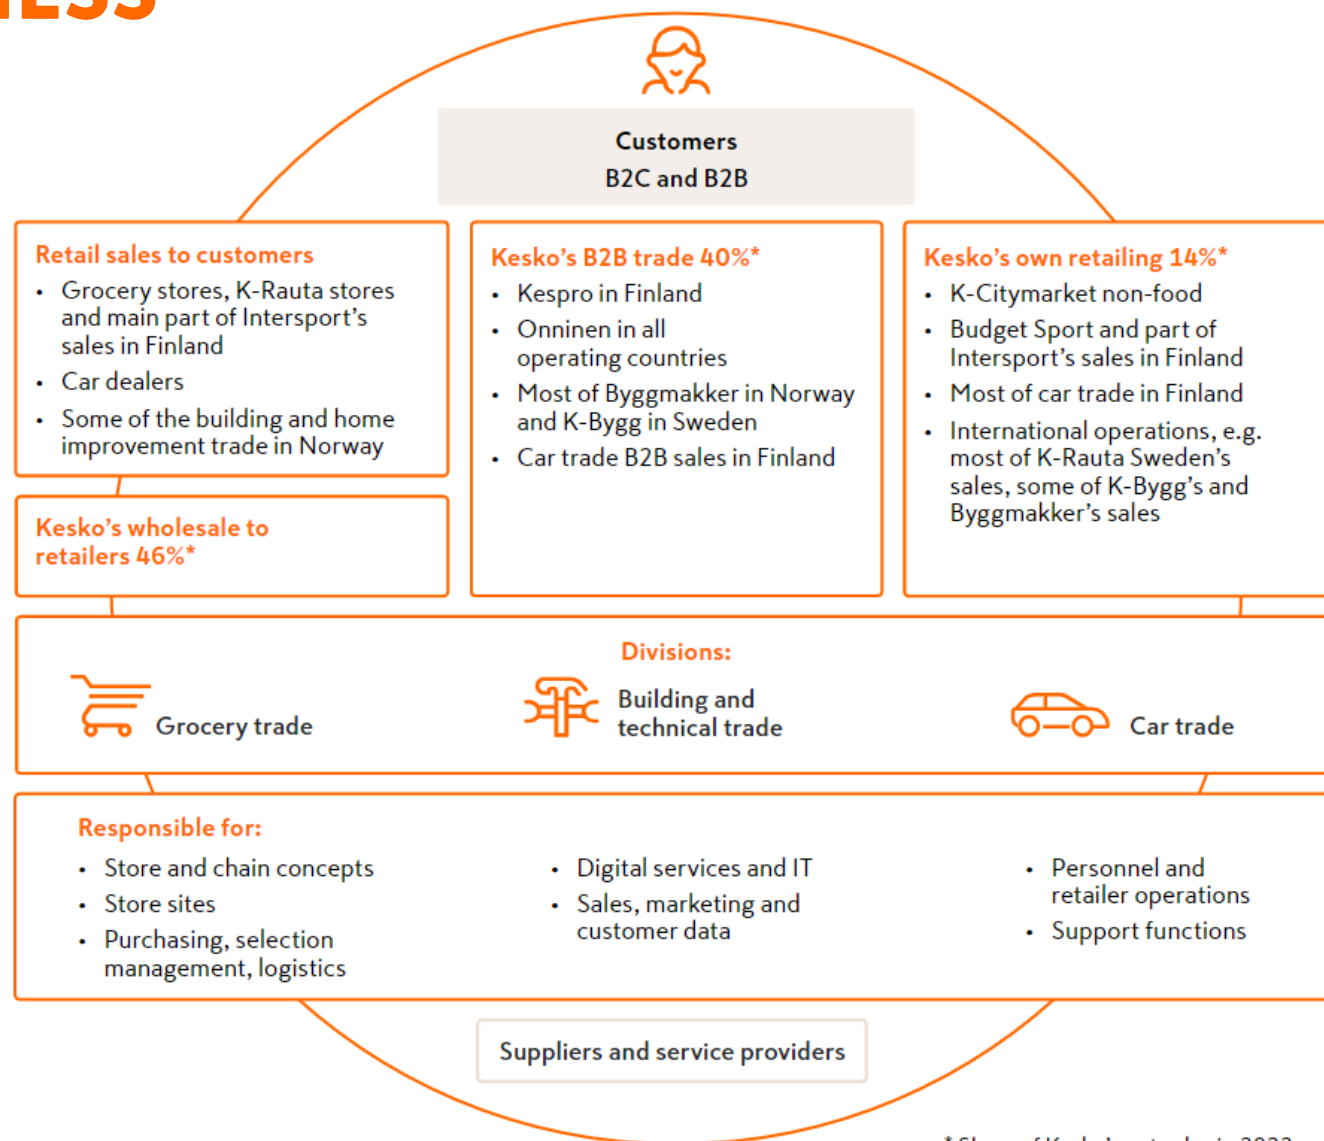 Customers
B2C and B2B
Retail sales to customers
• Grocery stores, K-Rauta stores
and main part of Intersport’s
sales in Finland
• Car dealers
• Some of the building and home
improvement trade in Norway
Kesko’s wholesale to
retailers 46%*
Kesko’s B2B trade 40%*
• Kespro in Finland
• Onninen in all
operating countries
• Most of Byggmakker in Norway
and K-Bygg in Sweden
• Car trade B2B sales in Finland
Kesko’s own retailing 14%*
• K-Citymarket non-food
• Budget Sport and part of
Intersport’s sales in Finland
• Most of car trade in Finland
• International operations, e.g.
most of K-Rauta Sweden’s
sales, some of K-Bygg’s and
Byggmakker’s sales
Divisions:
Grocery trade
Building and
technical trade
Car trade
Responsible for:
• Store and chain concepts
• Store sites
• Purchasing, selection
management, logistics
• Digital services and IT
• Sales, marketing and
customer data
• Personnel and
retailer operations
• Support functions
Suppliers and service providers